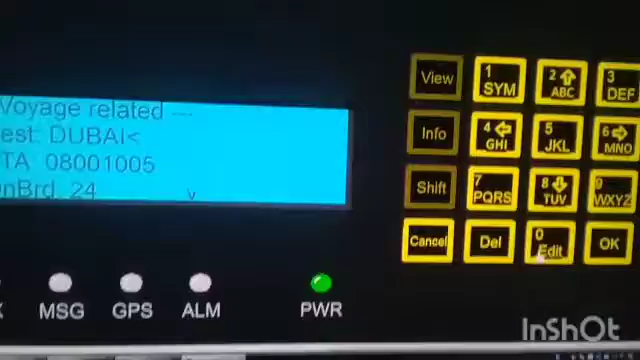 Voyage related ---
est: DUBAI<
TA: 08001005
nBrd: 24
v
View
1
SYM
2
ABC
3
DEF
Info
4
GHI
5
JKL
6
MNO
Shift
7
PQRS
8
TUV
9
WXYZ
Cancel
Del
0
Edit
OK
X
MSG
GPS
ALM
PWR
InShOt